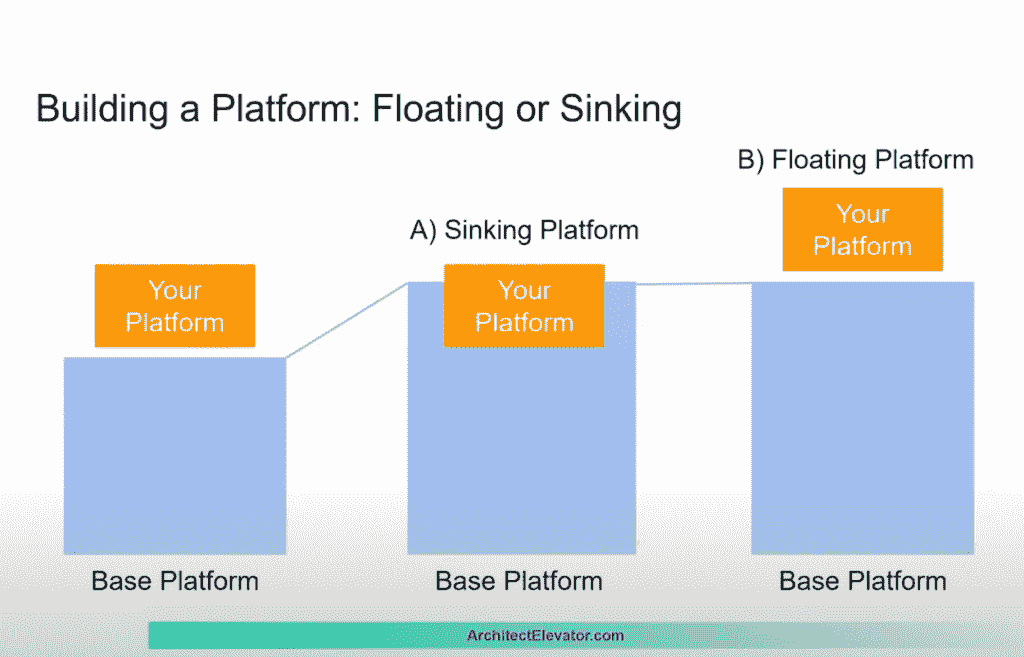 Building a Platform: Floating or Sinking
B) Floating Platform
Your
Platform
A) Sinking Platform
Your
Platform
Your
Platform
Base Platform
Base Platform
Base Platform
ArchitectElevator.com